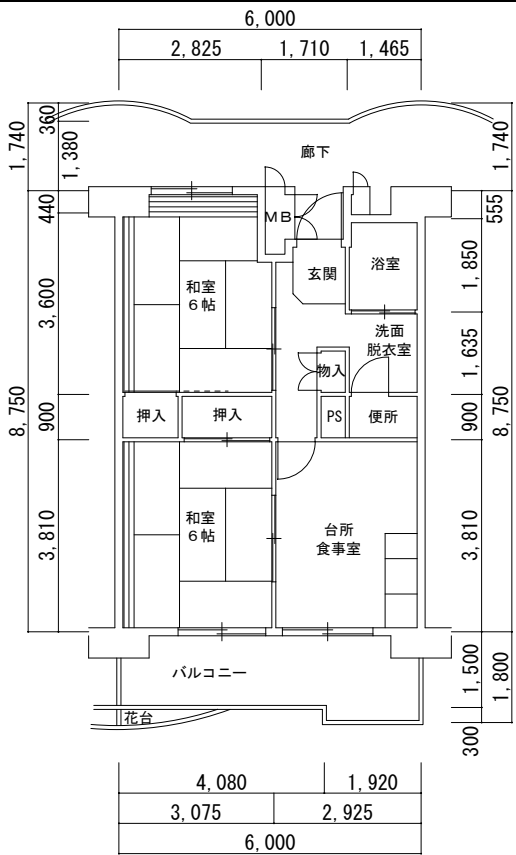 6,000
2,825
1,710
1,465
1,740
360
1,380
1,740
廊下
440
555
MB
玄関
浴室
1,850
和室
6帖
3,600
洗面
脱衣室
1,635
物入
8,750
8,750
900
押入
押入
PS
便所
900
和室
6帖
台所
食事室
3,810
3,810
バルコニー
1,500
1,800
花台
300
4,080
1,920
3,075
2,925
6,000